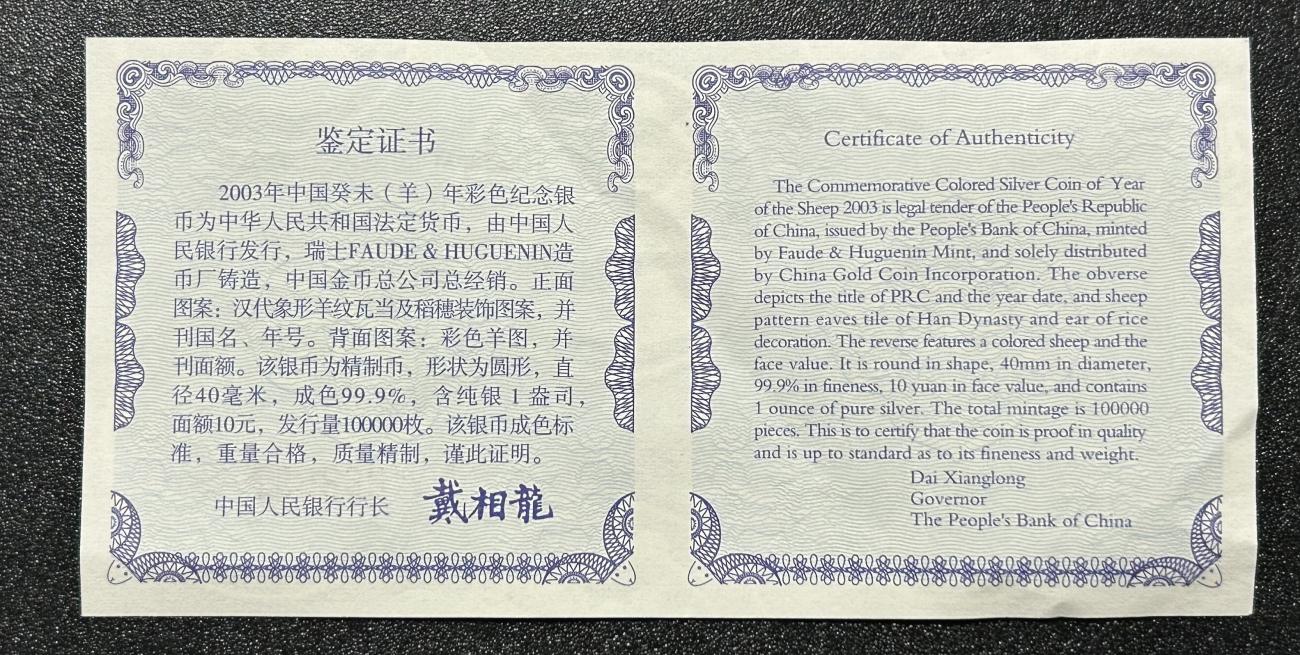 鉴定证书
2003年中国癸未（羊）年彩色纪念银
币为中华人民共和国法定货币，由中国人
民银行发行，瑞士FAUDE & HUGUENIN造
币厂铸造，中国金币总公司总经销。正面
图案：汉代象形羊纹瓦当及稻穗装饰图案，并
刊国名、年号。背面图案：彩色羊图，并
刊面额。该银币为精制币，形状为圆形，直
径40毫米，成色99.9%，含纯银1盎司，
面额10元，发行量100000枚。该银币成色标
准，重量合格，质量精制，谨此证明。
中国人民银行行长 戴相龍
Certificate of Authenticity
The Commemorative Colored Silver Coin of Year
of the Sheep 2003 is legal tender of the People's Republic
of China, issued by the People's Bank of China, minted
by Faude & Huguenin Mint, and solely distributed
by China Gold Coin Incorporation. The obverse
depicts the title of PRC and the year date, and sheep
pattern eaves tile of Han Dynasty and ear of rice
decoration. The reverse features a colored sheep and the
face value. It is round in shape, 40mm in diameter,
99.9% in fineness, 10 yuan in face value, and contains
1 ounce of pure silver. The total mintage is 100000
pieces. This is to certify that the coin is proof in quality
and is up to standard as to its fineness and weight.
Dai Xianglong
Governor
The People's Bank of China